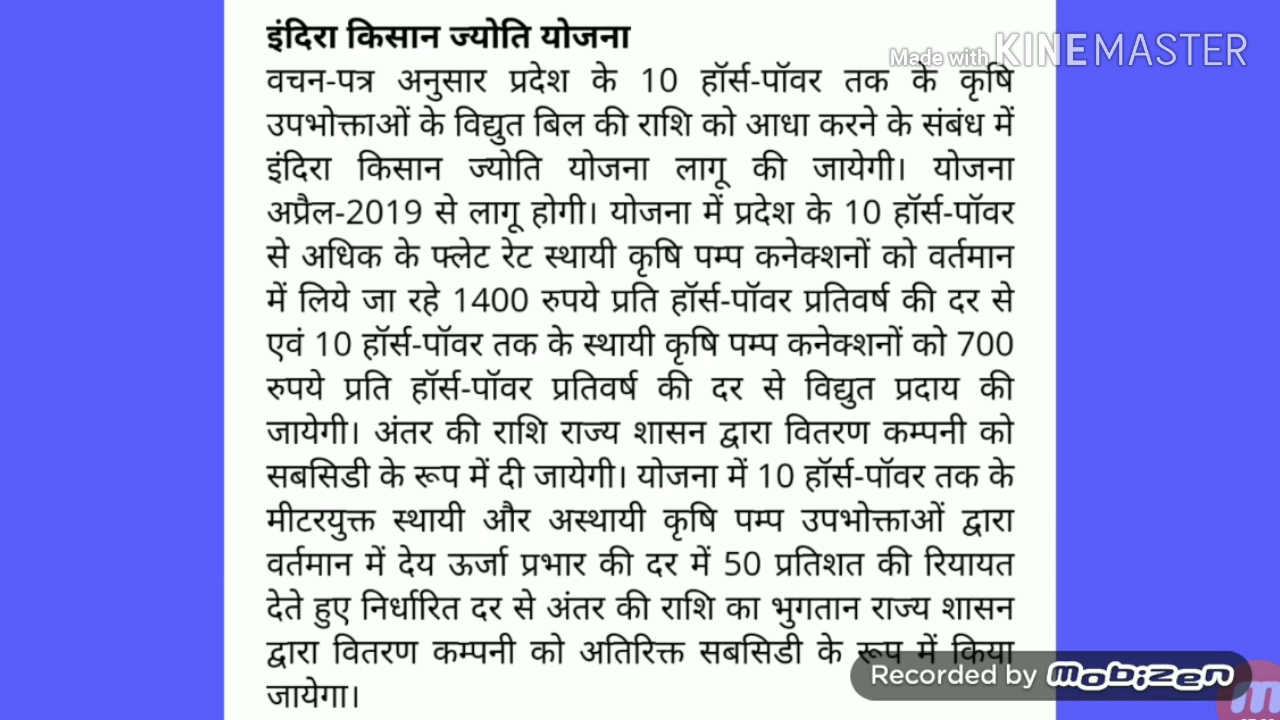 इंदिरा किसान ज्योति योजना
Made with KINEMASTER
वचन-पत्र अनुसार प्रदेश के 10 हॉर्स-पॉवर तक के कृषि
उपभोक्ताओं के विद्युत बिल की राशि को आधा करने के संबंध में
इंदिरा किसान ज्योति योजना लागू की जायेगी। योजना
अप्रैल-2019 से लागू होगी। योजना में प्रदेश के 10 हॉर्स-पॉवर
से अधिक के फ्लेट रेट स्थायी कृषि पम्प कनेक्शनों को वर्तमान
में लिये जा रहे 1400 रुपये प्रति हॉर्स-पॉवर प्रतिवर्ष की दर से
एवं 10 हॉर्स-पॉवर तक के स्थायी कृषि पम्प कनेक्शनों को 700
रुपये प्रति हॉर्स-पॉवर प्रतिवर्ष की दर से विद्युत प्रदाय की
जायेगी। अंतर की राशि राज्य शासन द्वारा वितरण कम्पनी को
सबसिडी के रूप में दी जायेगी। योजना में 10 हॉर्स-पॉवर तक के
मीटरयुक्त स्थायी और अस्थायी कृषि पम्प उपभोक्ताओं द्वारा
वर्तमान में देय ऊर्जा प्रभार की दर में 50 प्रतिशत की रियायत
देते हुए निर्धारित दर से अंतर की राशि का भुगतान राज्य शासन
द्वारा वितरण कम्पनी को अतिरिक्त सबसिडी के रूप में किया
जायेगा।
Recorded by mobizen